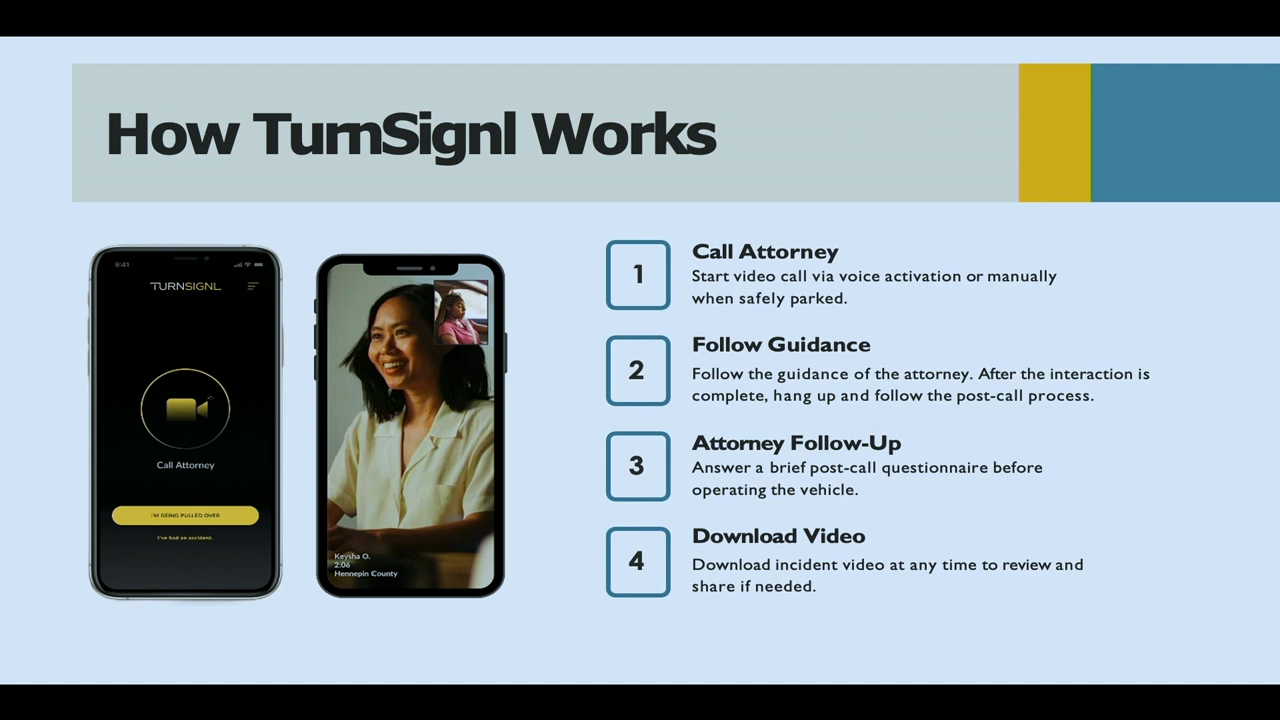 How TurnSignl Works
9:41
TURNSIGNL
Call Attorney
I'M BEING PULLED OVER
I've had an accident.
Keysha O.
2:06
Hennepin County
1
Call Attorney
Start video call via voice activation or manually
when safely parked.
2
Follow Guidance
Follow the guidance of the attorney. After the interaction is
complete, hang up and follow the post-call process.
3
Attorney Follow-Up
Answer a brief post-call questionnaire before
operating the vehicle.
4
Download Video
Download incident video at any time to review and
share if needed.